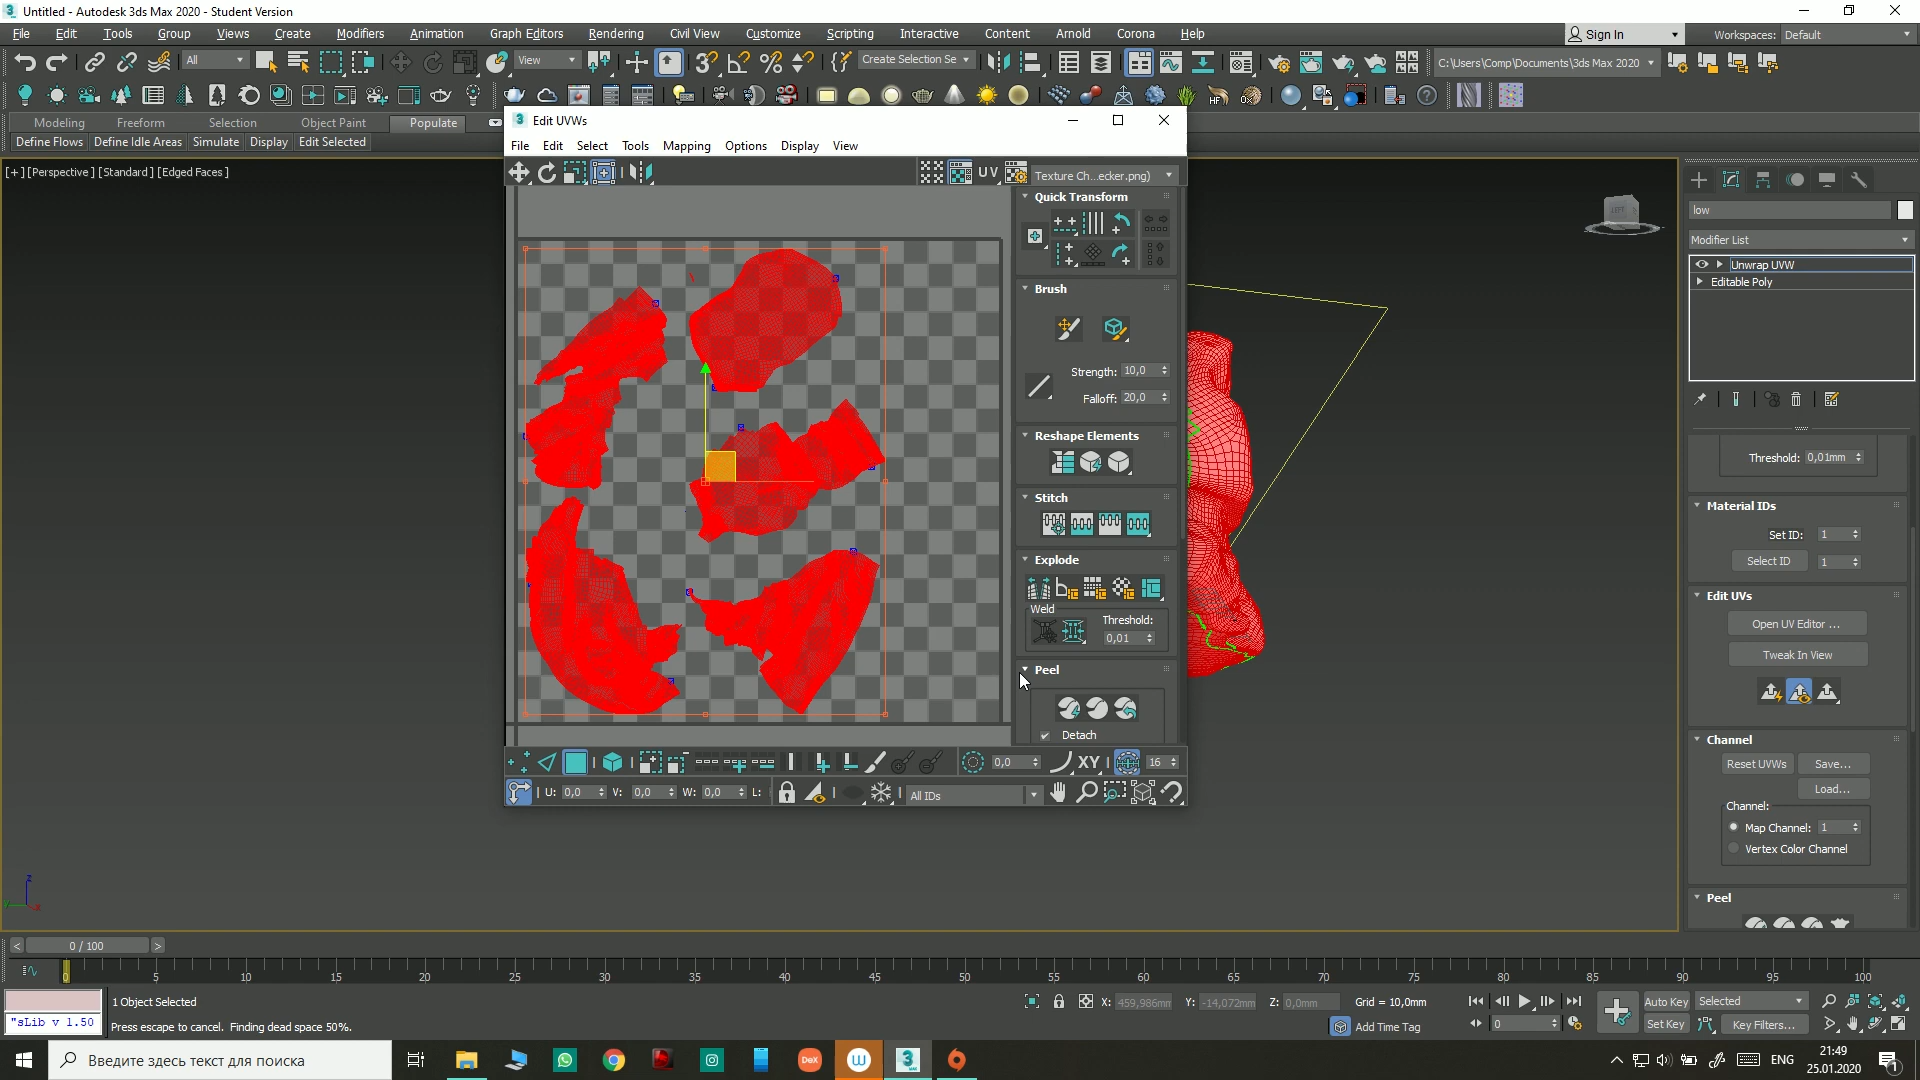 Untitled - Autodesk 3ds Max 2020 - Student Version
File Edit Tools Group Views Create Modifiers Animation Graph Editors Rendering Civil View Customize Scripting Interactive Content Arnold Corona Help
Sign In Workspaces: Default
All View Create Selection Se C:\Users\Comp\Documents\3ds Max 2020
Modeling Freeform Selection Object Paint Populate
Define Flows Define Idle Areas Simulate Display Edit Selected
[+] [Perspective] [Standard] [Edged Faces]
Edit UVWs
File Edit Select Tools Mapping Options Display View
UV Texture Ch...ecker.png)
Quick Transform
Brush
Strength: 10,0
Falloff: 20,0
Reshape Elements
Stitch
Explode
Weld
Threshold:
0,01
Peel
Detach
0,0 XY 16
U: 0,0 V: 0,0 W: 0,0 L: All IDs
LEFT
low
Modifier List
Unwrap UVW
Editable Poly
Threshold: 0,01mm
Material IDs
Set ID: 1
Select ID 1
Edit UVs
Open UV Editor ...
Tweak In View
Channel
Reset UVWs Save...
Load...
Channel:
Map Channel: 1
Vertex Color Channel
Peel
z
y x
< 0 / 100 >
0 5 10 15 20 25 30 35 40 45 50 55 60 65 70 75 80 85 90 95 100
1 Object Selected
X: 459,986mm Y: -14,072mm Z: 0,0mm Grid = 10,0mm
Auto Key Selected
"sLib v 1.50
Press escape to cancel. Finding dead space 50%.
Add Time Tag
0
Set Key Key Filters...
Введите здесь текст для поиска
DeX
3
MAX
ENG
21:49
25.01.2020
1